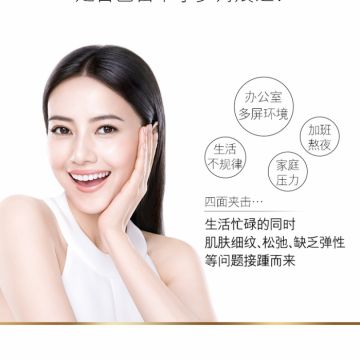 办公室
多屏环境
加班
熬夜
生活
不规律
家庭
压力
四面夹击…
生活忙碌的同时
肌肤细纹、松弛、缺乏弹性
等问题接踵而来